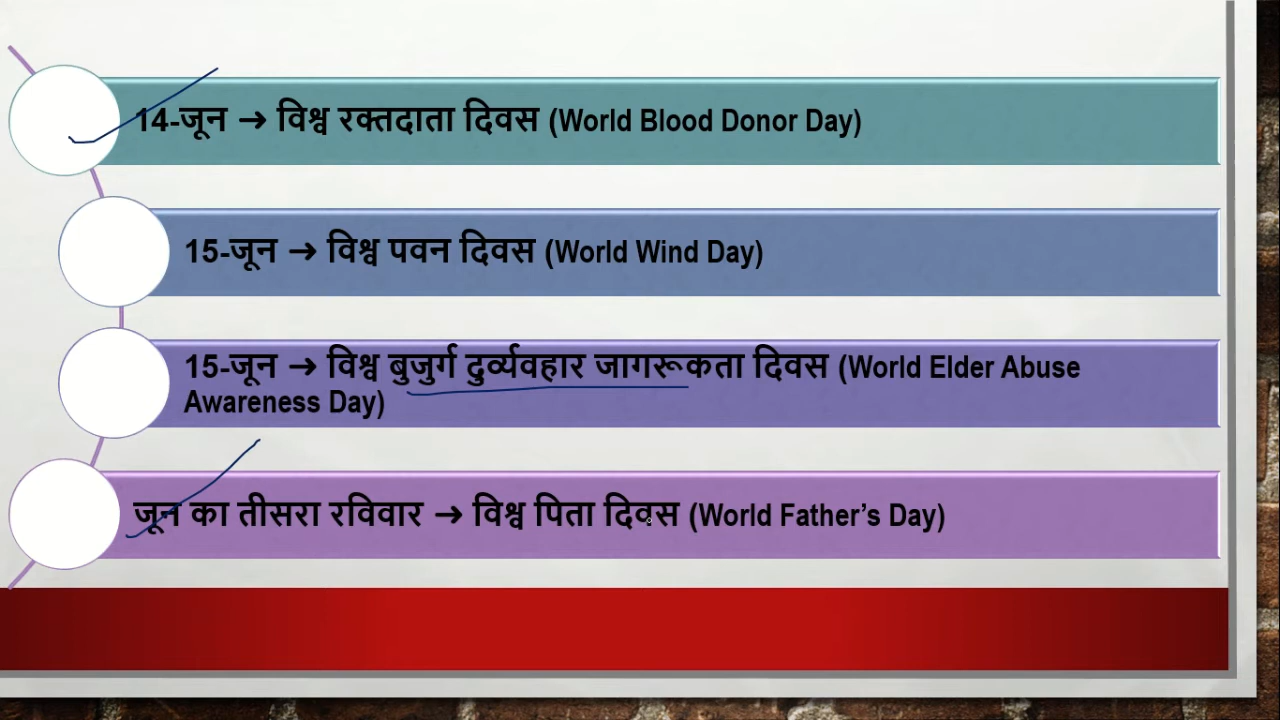 14-जून → विश्व रक्तदाता दिवस (World Blood Donor Day)
15-जून → विश्व पवन दिवस (World Wind Day)
15-जून → विश्व बुजुर्ग दुर्व्यवहार जागरूकता दिवस (World Elder Abuse
Awareness Day)
जून का तीसरा रविवार → विश्व पिता दिवस (World Father’s Day)